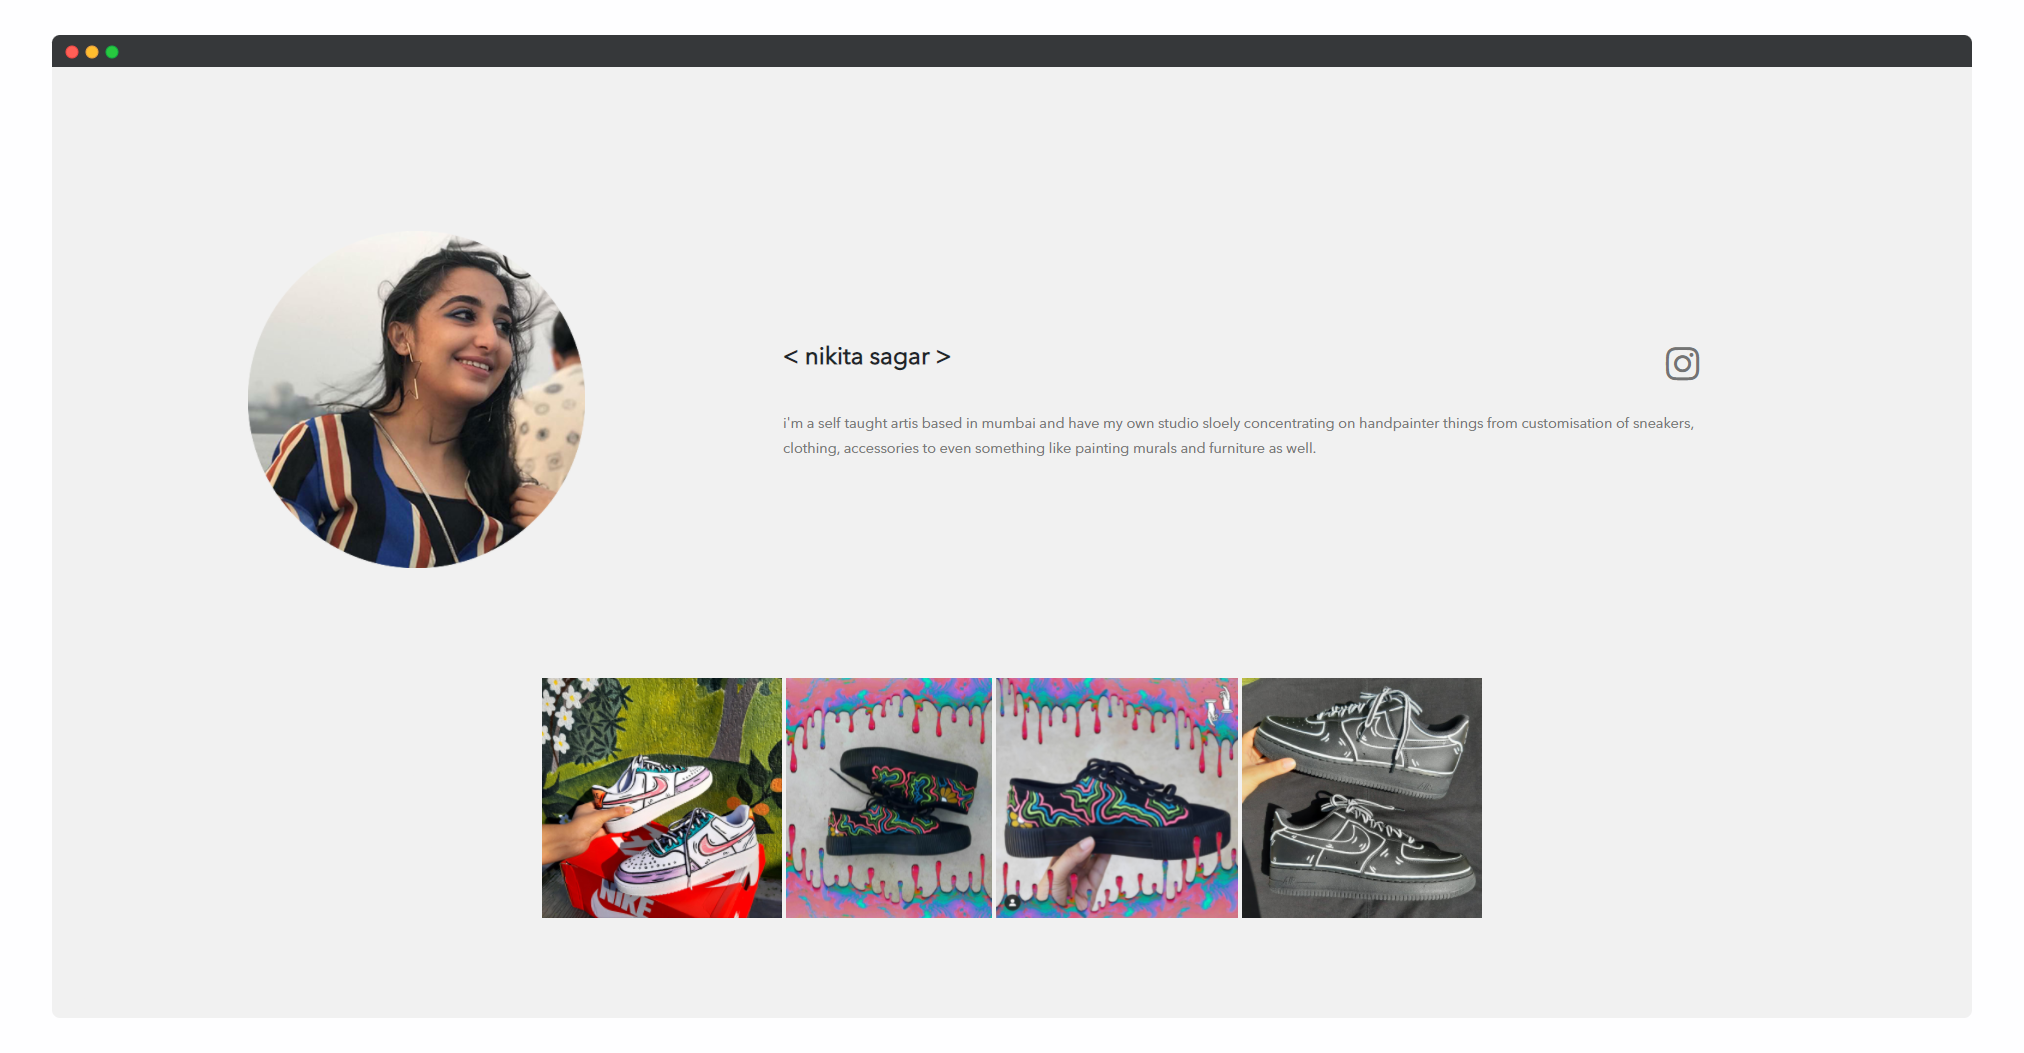 < nikita sagar >
i'm a self taught artis based in mumbai and have my own studio sloely concentrating on handpainter things from customisation of sneakers,
clothing, accessories to even something like painting murals and furniture as well.
NIKE